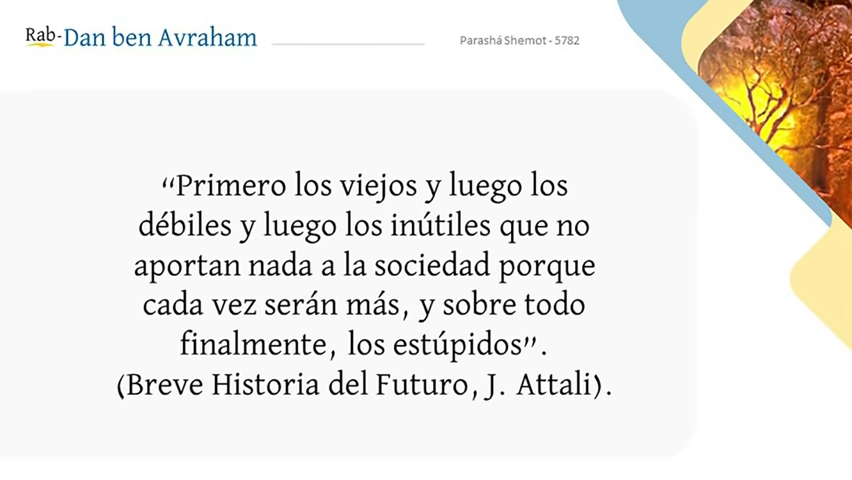 Rab-Dan ben Avraham
Parashá Shemot - 5782
“Primero los viejos y luego los
débiles y luego los inútiles que no
aportan nada a la sociedad porque
cada vez serán más, y sobre todo
finalmente, los estúpidos”.
(Breve Historia del Futuro, J. Attali).